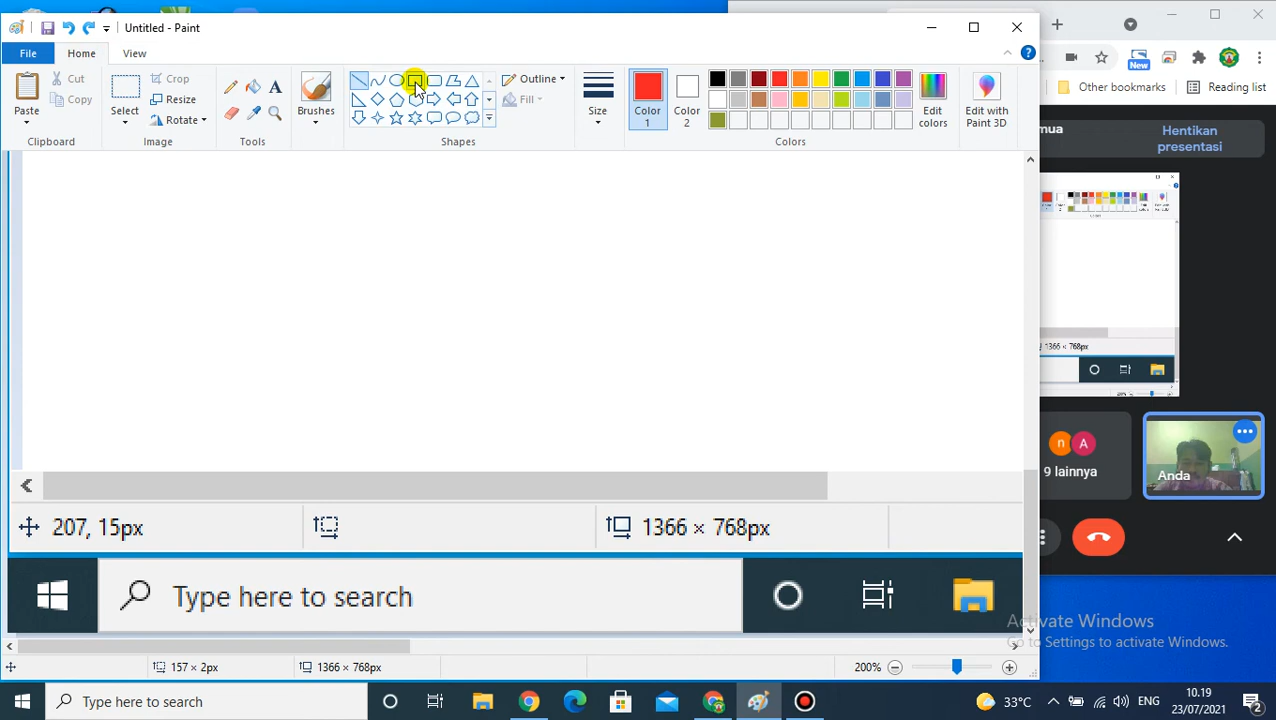 Untitled - Paint
File
Home
View
Paste
Cut
Copy
Clipboard
Select
Crop
Resize
Rotate
Image
Tools
Brushes
Shapes
Outline
Fill
Size
Color
1
Color
2
Edit
colors
Edit with
Paint 3D
Colors
New
Other bookmarks
Reading list
mua
Hentikan
presentasi
1366 × 768px
n
A
9 lainnya
Anda
207, 15px
1366 × 768px
Type here to search
Activate Windows
Go to Settings to activate Windows.
157 × 2px
1366 × 768px
200%
Type here to search
33°C
ENG
10.19
23/07/2021
2